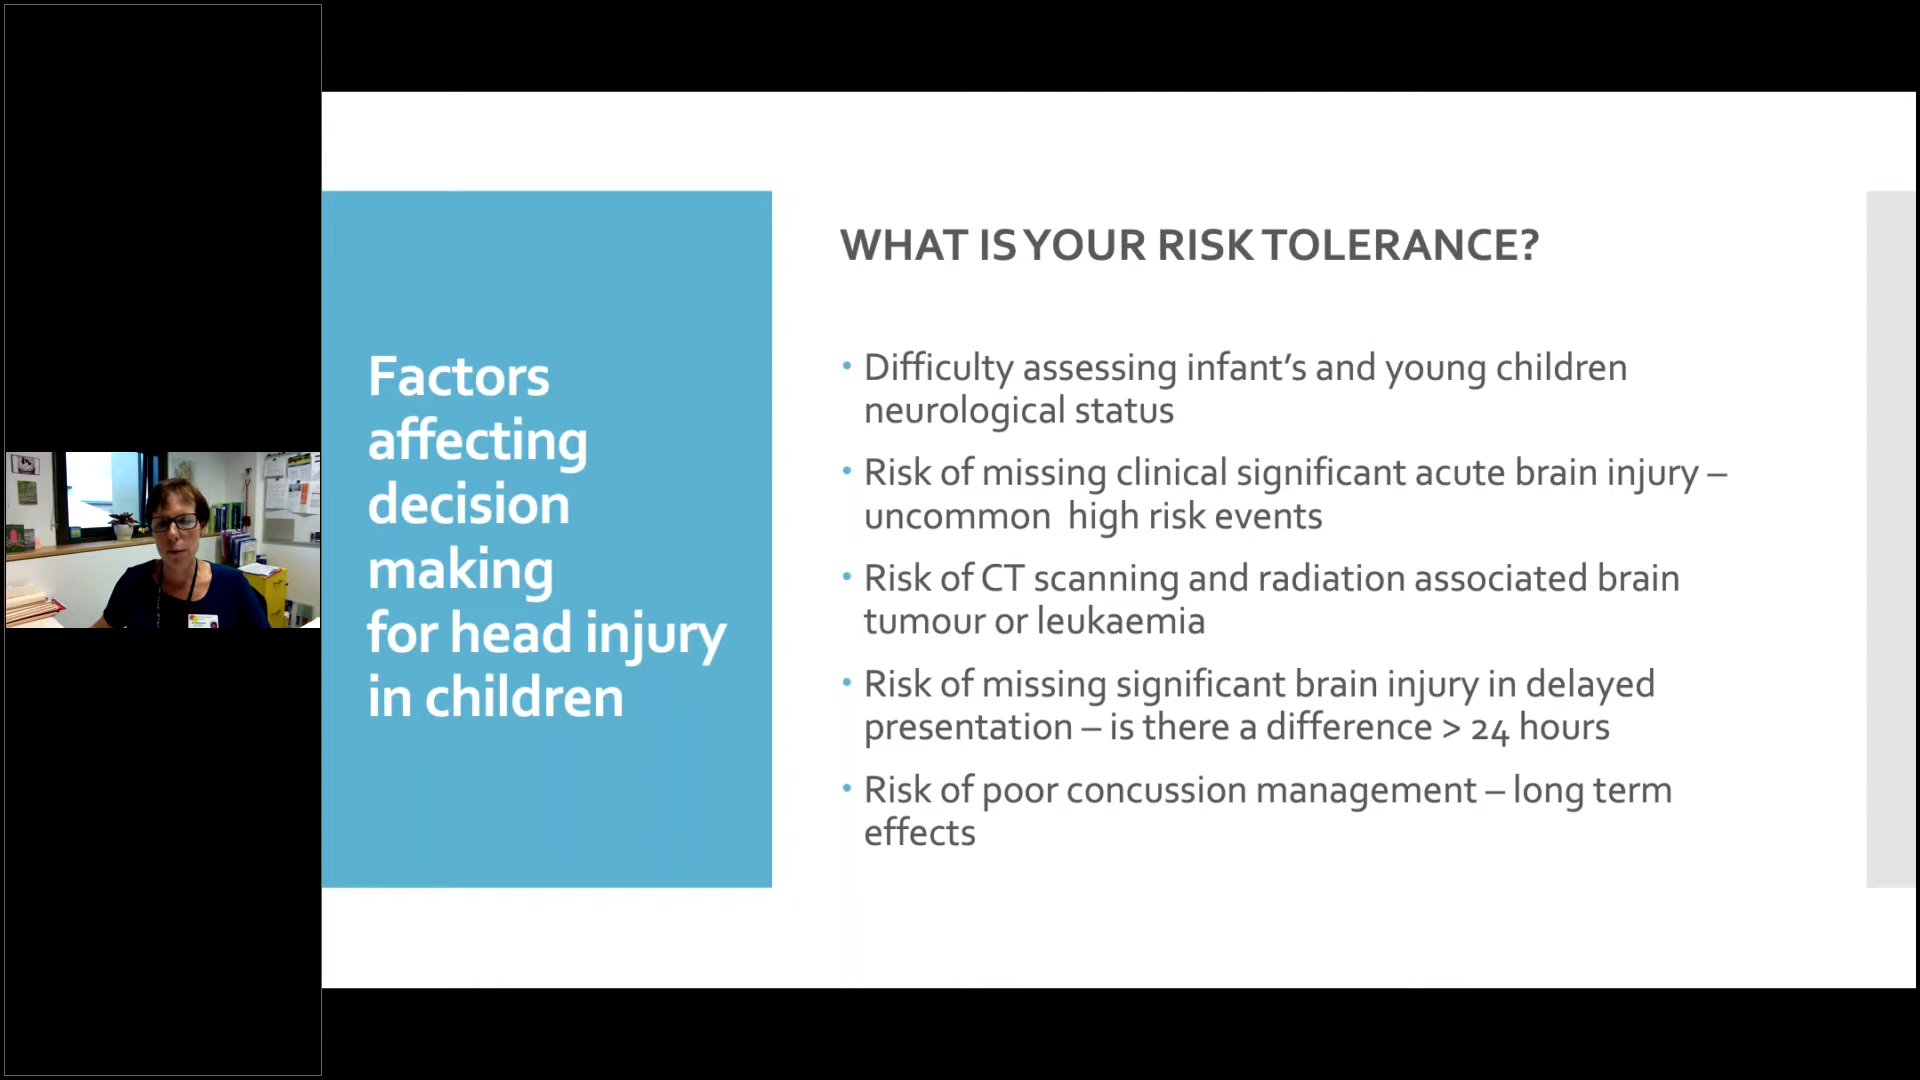 Factors
affecting
decision
making
for head injury
in children
WHAT IS YOUR RISK TOLERANCE?
• Difficulty assessing infant’s and young children
neurological status
• Risk of missing clinical significant acute brain injury –
uncommon  high risk events
• Risk of CT scanning and radiation associated brain
tumour or leukaemia
• Risk of missing significant brain injury in delayed
presentation – is there a difference > 24 hours
• Risk of poor concussion management – long term
effects